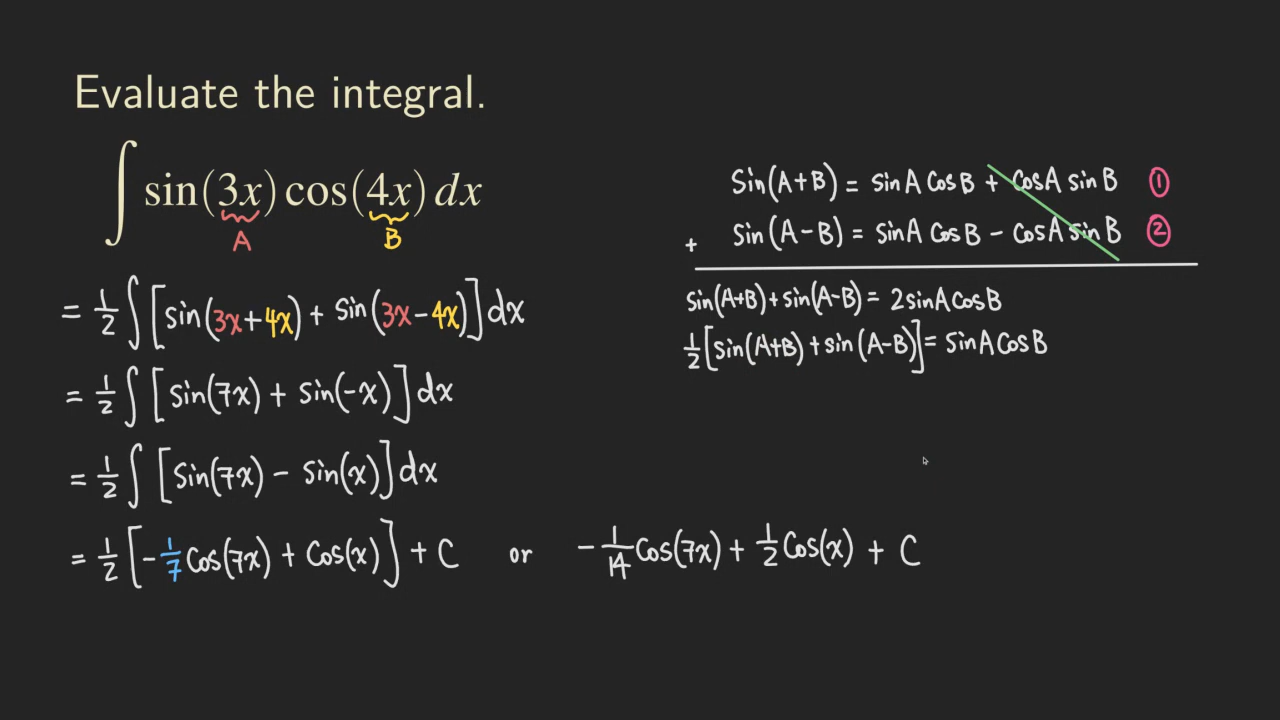 Evaluate the integral.
∫ sin(3x) cos(4x) dx
A B
= 1/2 ∫ [sin(3x+4x) + sin(3x-4x)] dx
= 1/2 ∫ [sin(7x) + sin(-x)] dx
= 1/2 ∫ [sin(7x) - sin(x)] dx
= 1/2 [-1/7 cos(7x) + cos(x)] + C or -1/14 cos(7x) + 1/2 cos(x) + C
sin(A+B) = sinA cosB + cosA sinB ①
+ sin(A-B) = sinA cosB - cosA sinB ②
sin(A+B) + sin(A-B) = 2sinA cosB
1/2 [sin(A+B) + sin(A-B)] = sinA cosB